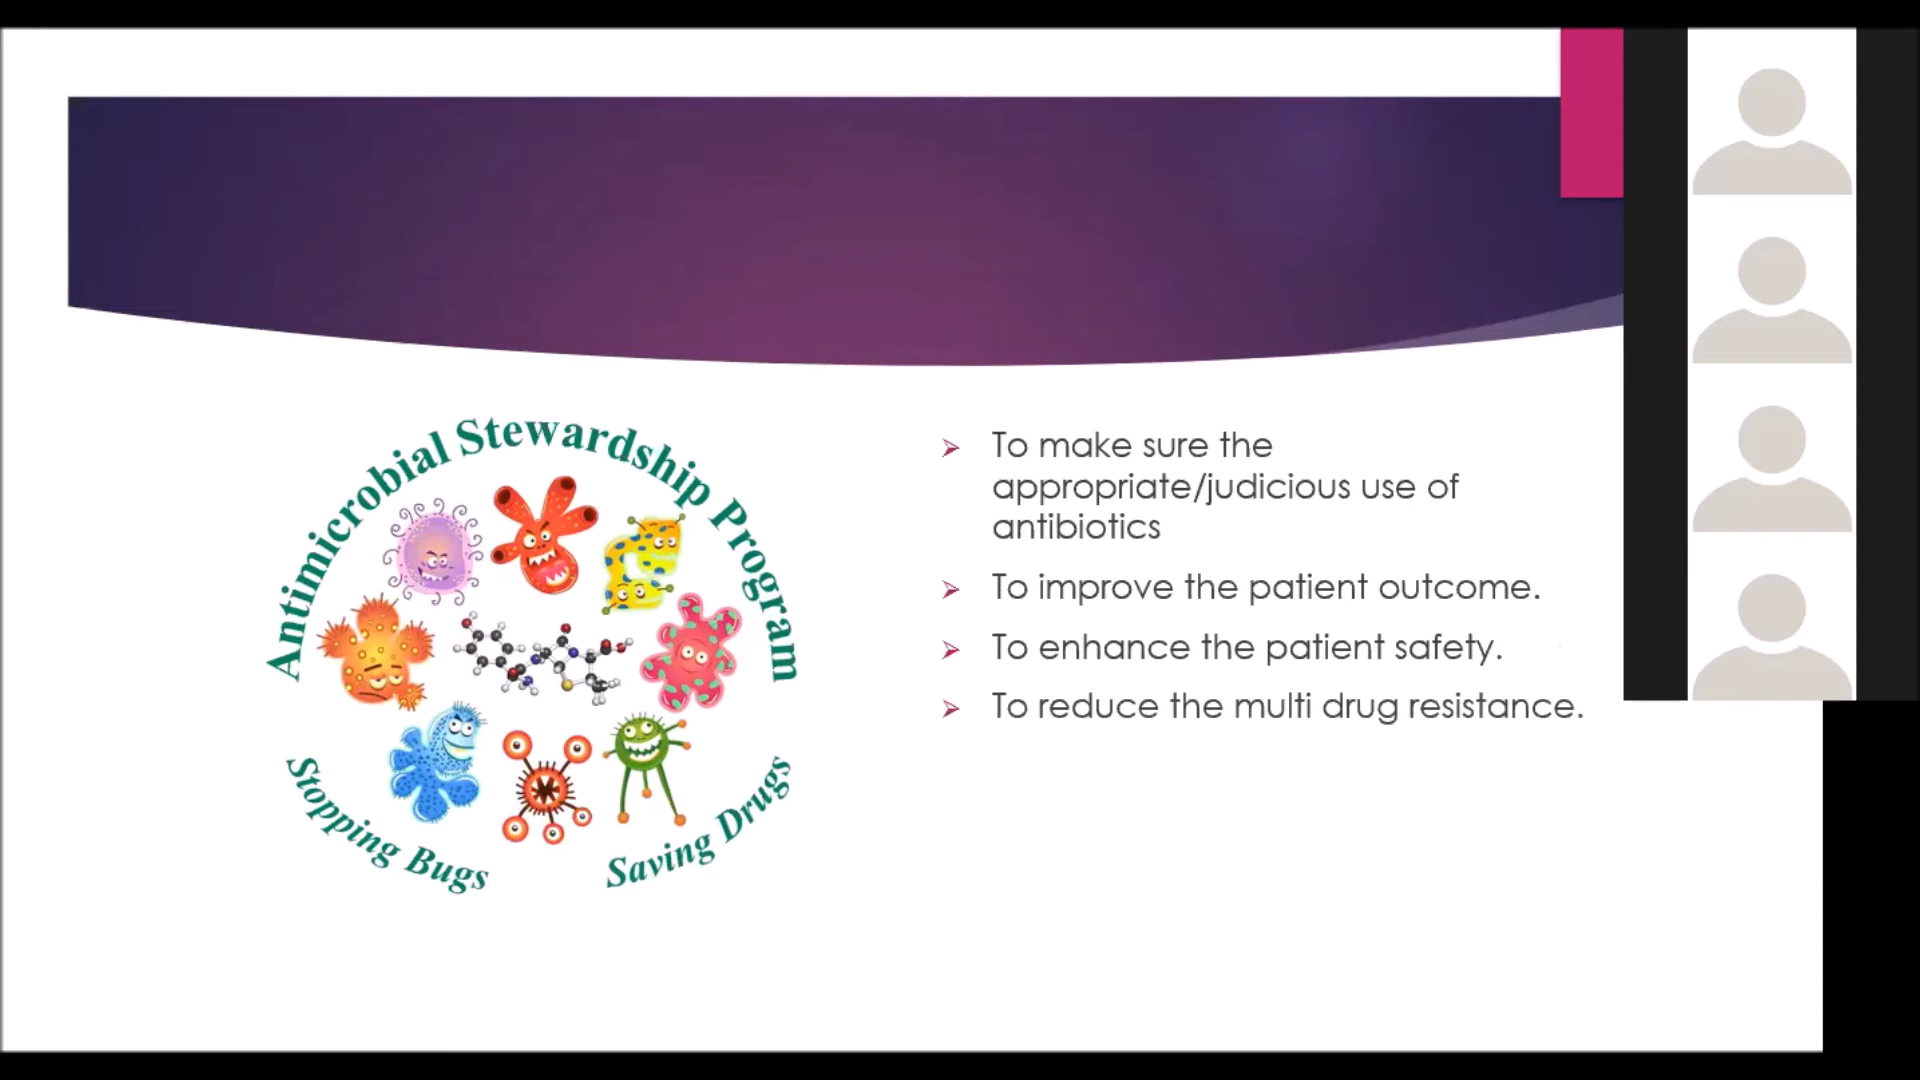 Antimicrobial Stewardship Program
Stopping Bugs
Saving Drugs
To make sure the
appropriate/judicious use of
antibiotics
To improve the patient outcome.
To enhance the patient safety.
To reduce the multi drug resistance.